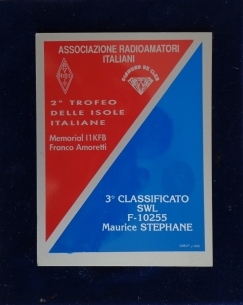 ASSOCIAZIONE RADIOAMATORI
ITALIANI
2° TROFEO
DELLE ISOLE
ITALIANE
Memorial I1KFB
Franco Amoretti
3° CLASSIFICATO
SWL
F-10255
Maurice STEPHANE